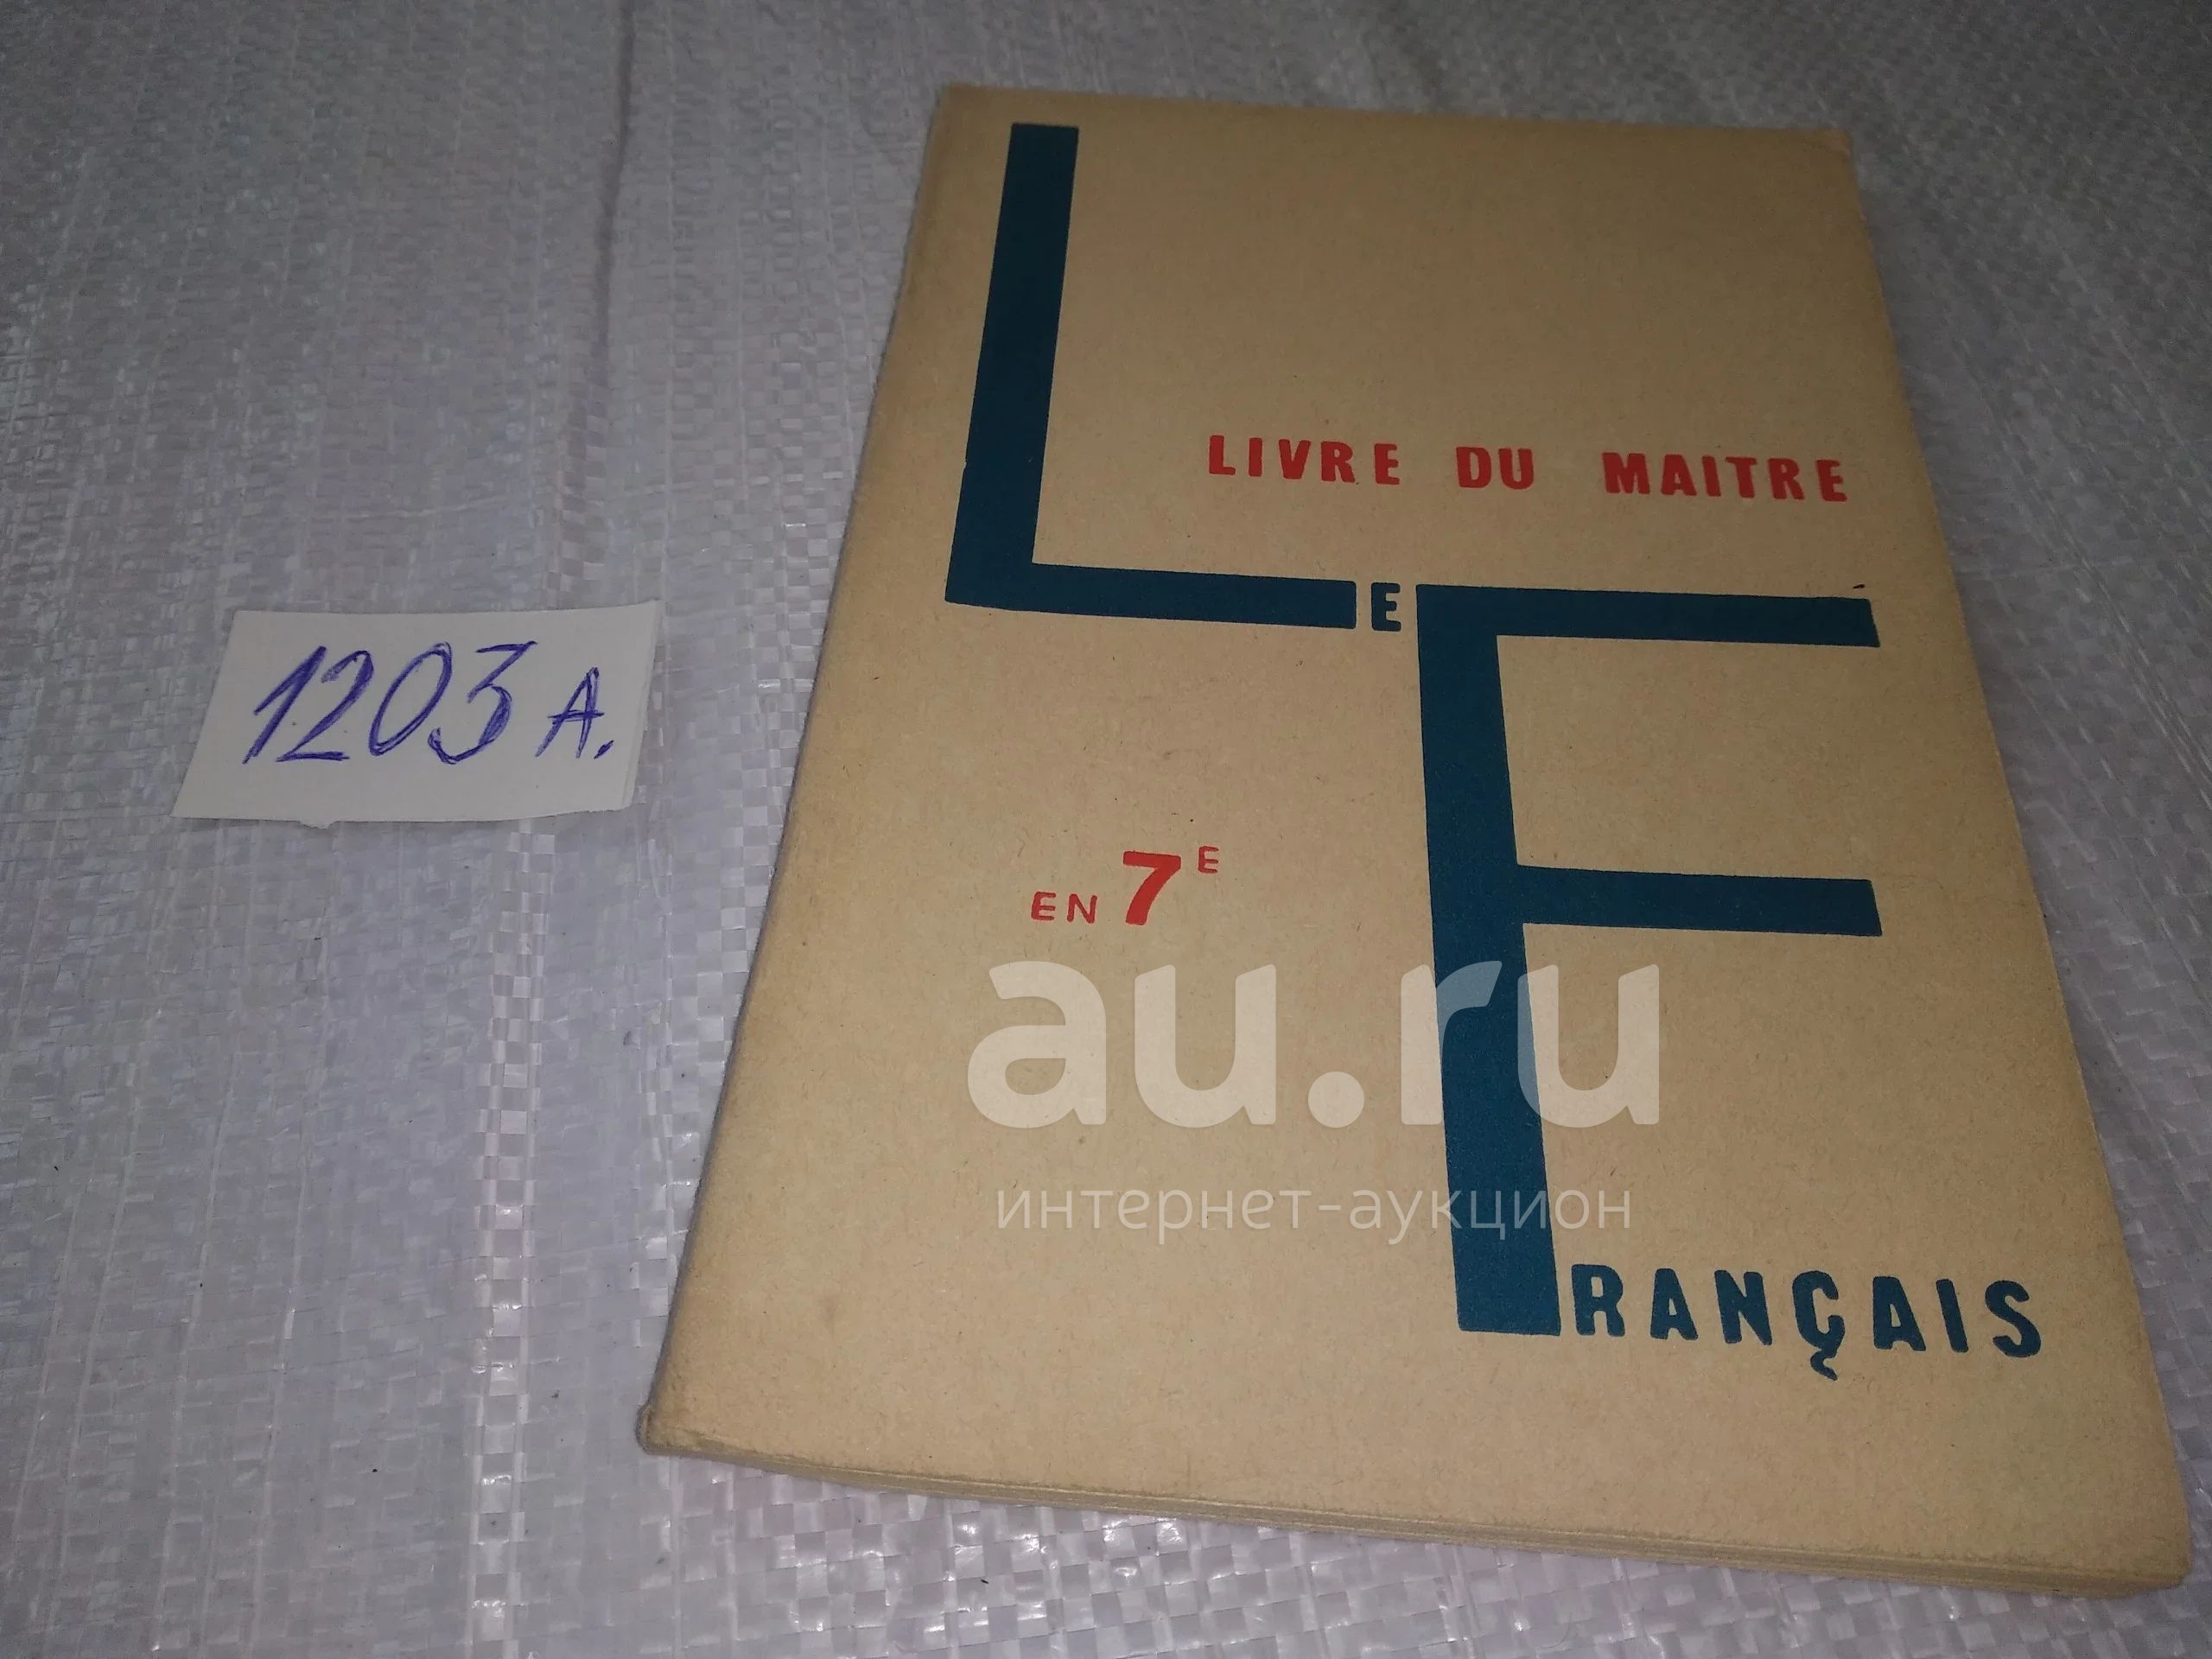 LIVRE DU MAITRE
LE FRANÇAIS
EN 7E
1203 A.
au.ru
интернет-аукцион